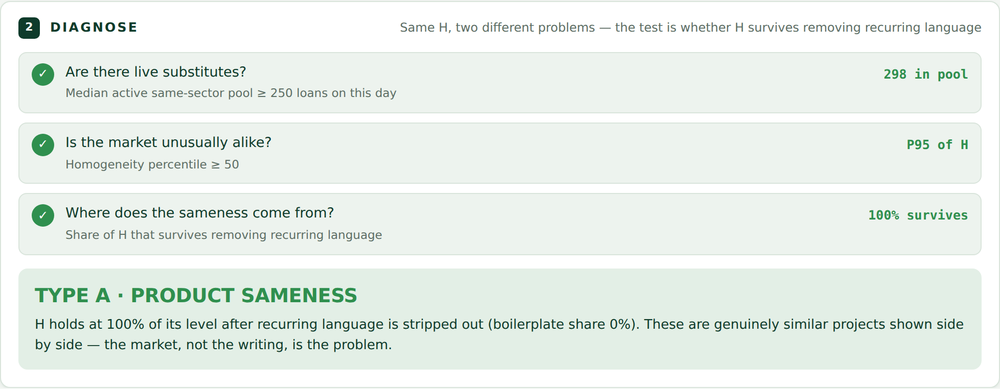 2 DIAGNOSE
Same H, two different problems — the test is whether H survives removing recurring language
✓ Are there live substitutes?
298 in pool
Median active same-sector pool ≥ 250 loans on this day
✓ Is the market unusually alike?
P95 of H
Homogeneity percentile ≥ 50
✓ Where does the sameness come from?
100% survives
Share of H that survives removing recurring language
TYPE A · PRODUCT SAMENESS
H holds at 100% of its level after recurring language is stripped out (boilerplate share 0%). These are genuinely similar projects shown side
by side — the market, not the writing, is the problem.